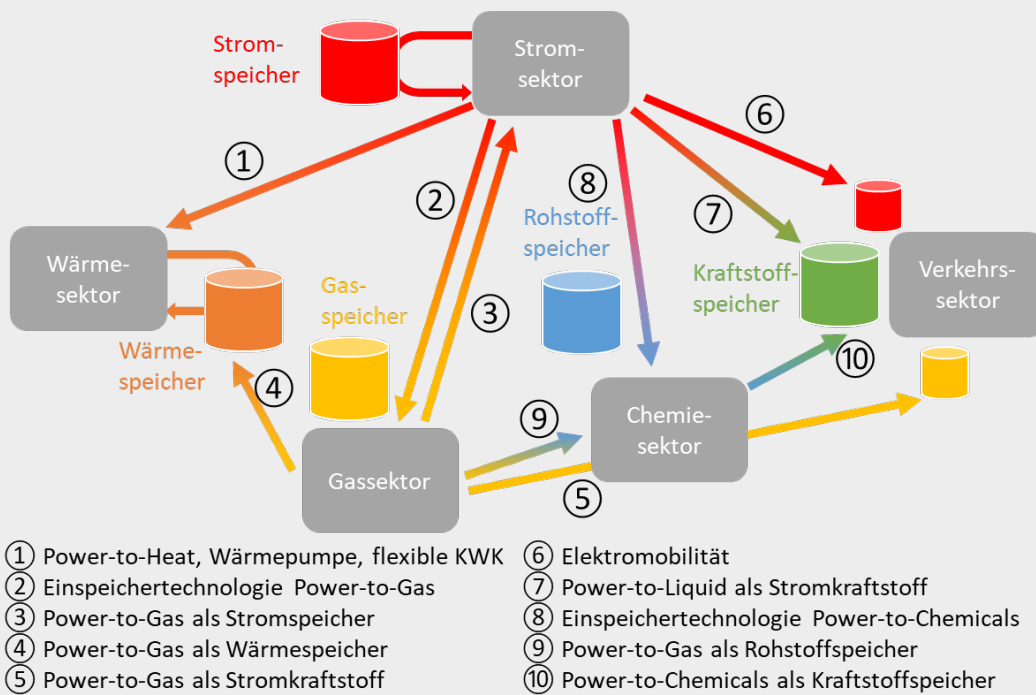 Strom-
speicher
Strom-
sektor
⑥
①
②
⑧
Rohstoff-
speicher
⑦
Wärme-
sektor
Gas-
speicher
Kraftstoff-
speicher
Verkehrs-
sektor
③
Wärme-
speicher
④
⑩
Chemie-
sektor
⑨
Gassektor
⑤
① Power-to-Heat, Wärmepumpe, flexible KWK
② Einspeichertechnologie Power-to-Gas
③ Power-to-Gas als Stromspeicher
④ Power-to-Gas als Wärmespeicher
⑤ Power-to-Gas als Stromkraftstoff
⑥ Elektromobilität
⑦ Power-to-Liquid als Stromkraftstoff
⑧ Einspeichertechnologie Power-to-Chemicals
⑨ Power-to-Gas als Rohstoffspeicher
⑩ Power-to-Chemicals als Kraftstoffspeicher